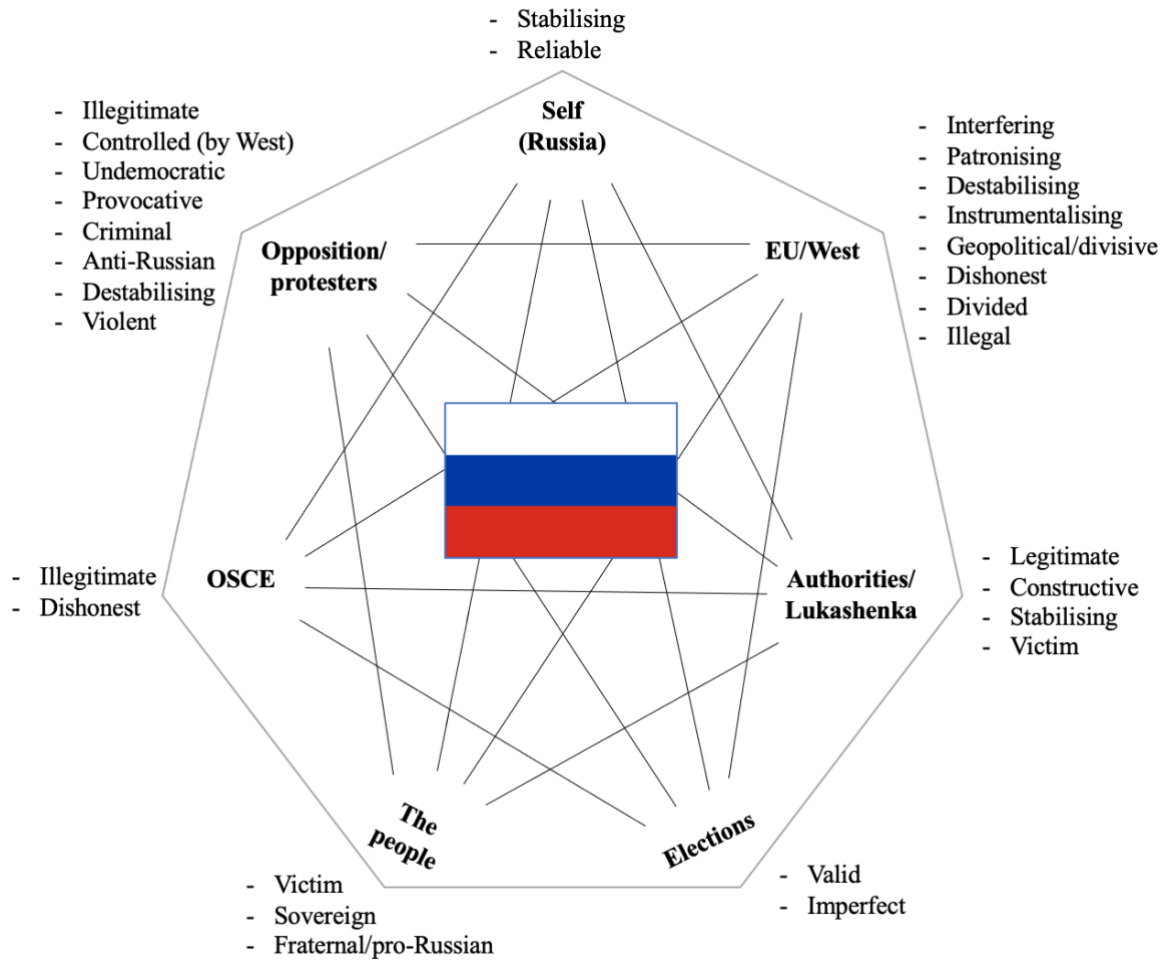 - Stabilising
- Reliable
Self
(Russia)
- Illegitimate
- Controlled (by West)
- Undemocratic
- Provocative
- Criminal
- Anti-Russian
- Destabilising
- Violent
Opposition/
protesters
EU/West
- Interfering
- Patronising
- Destabilising
- Instrumentalising
- Geopolitical/divisive
- Dishonest
- Divided
- Illegal
- Illegitimate
- Dishonest
OSCE
Authorities/
Lukashenka
- Legitimate
- Constructive
- Stabilising
- Victim
The
people
- Victim
- Sovereign
- Fraternal/pro-Russian
Elections
- Valid
- Imperfect